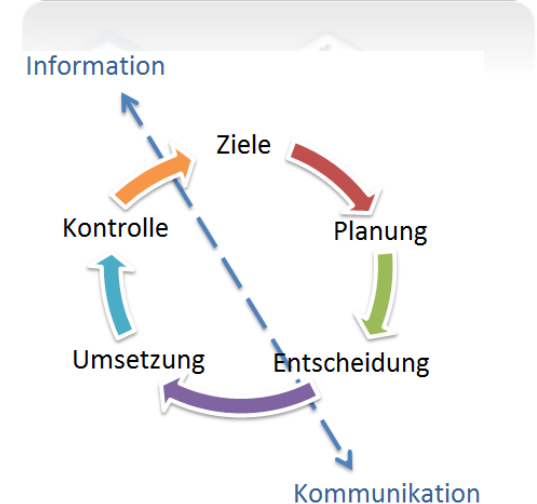 Information
Ziele
Kontrolle
Planung
Umsetzung
Entscheidung
Kommunikation